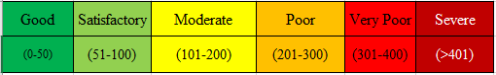 Good Satisfactory Moderate Poor Very Poor Severe
(0-50) (51-100) (101-200) (201-300) (301-400) (>401)